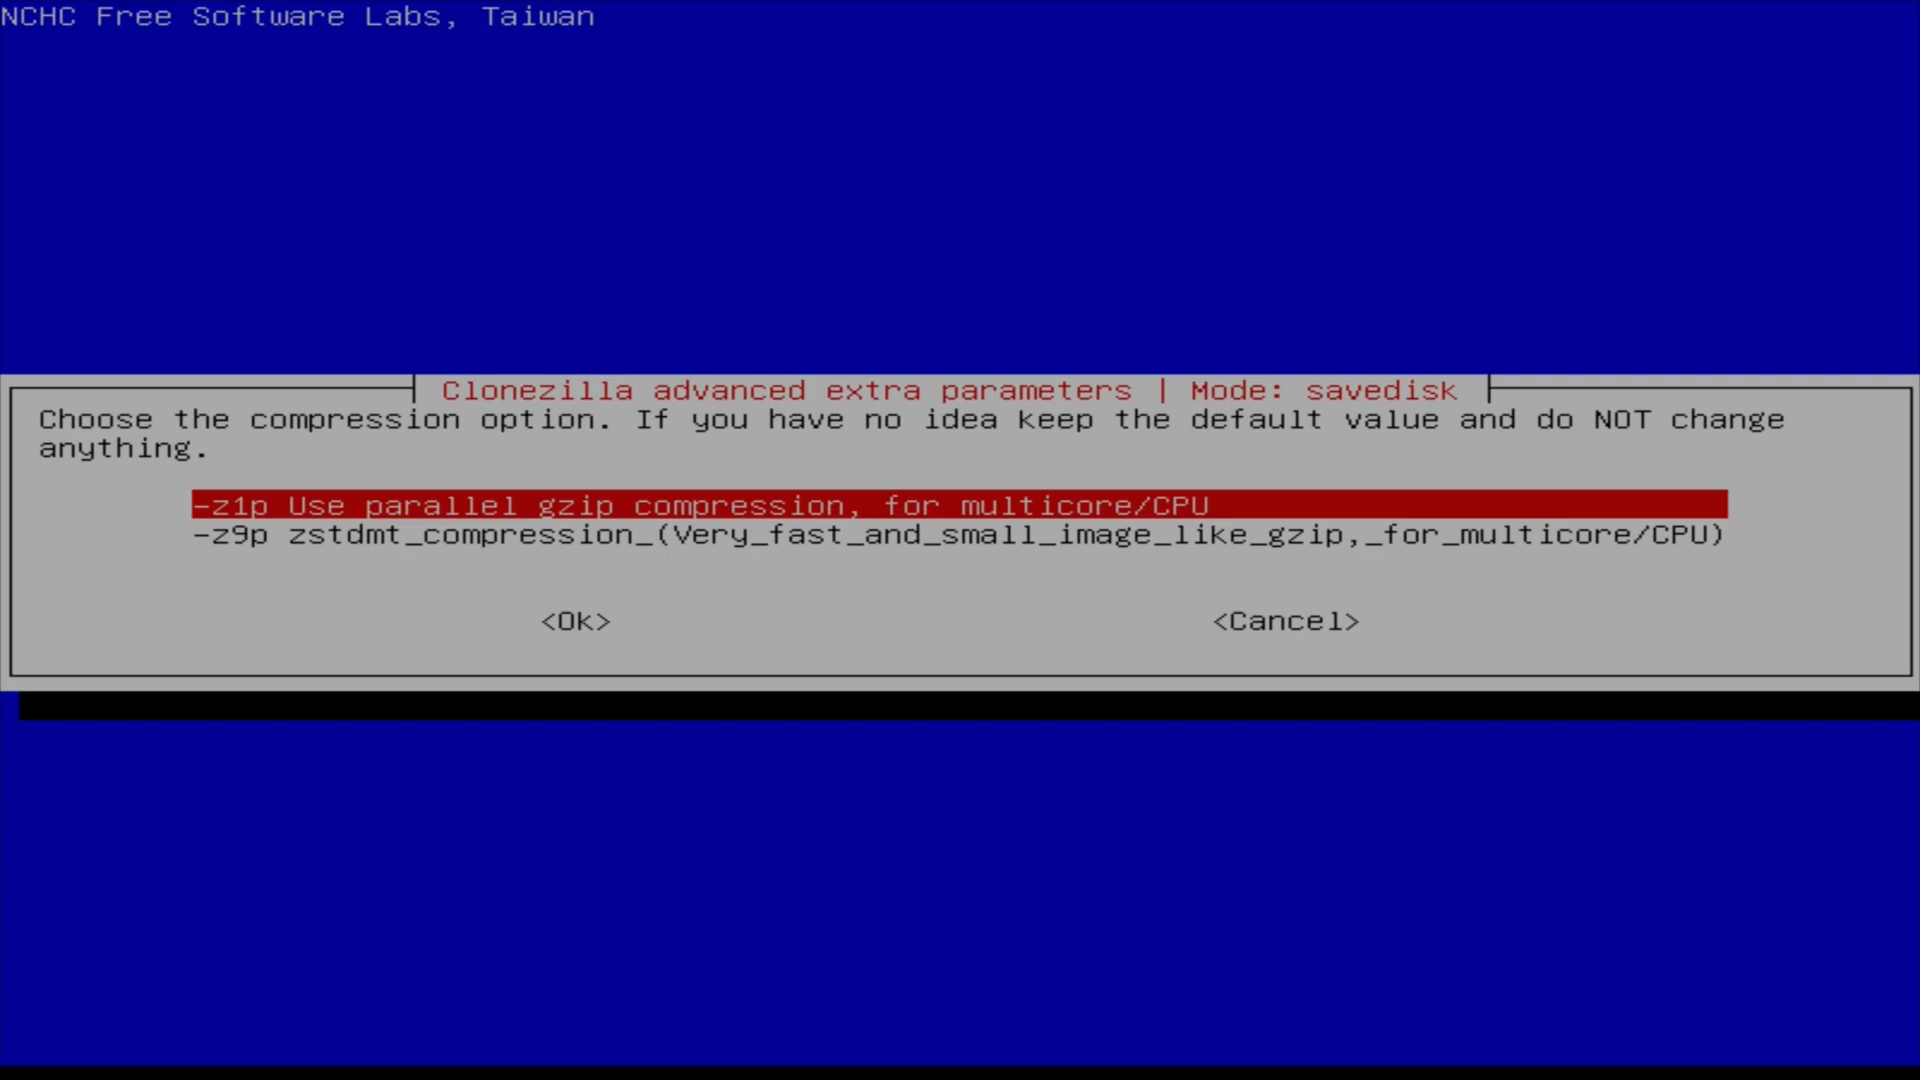 NCHC Free Software Labs, Taiwan
Clonezilla advanced extra parameters | Mode: savedisk
Choose the compression option. If you have no idea keep the default value and do NOT change
anything.
-z1p Use parallel gzip compression, for multicore/CPU
-z9p zstdmt_compression_(Very_fast_and_small_image_like_gzip,_for_multicore/CPU)
<Ok> <Cancel>